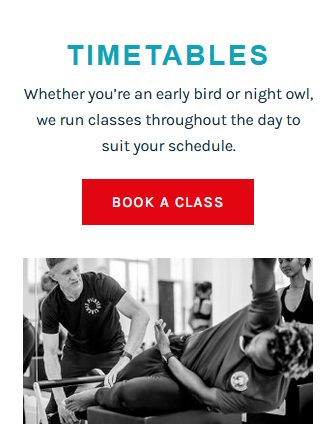 TIMETABLES
Whether you're an early bird or night owl,
we run classes throughout the day to
suit your schedule.
BOOK A CLASS